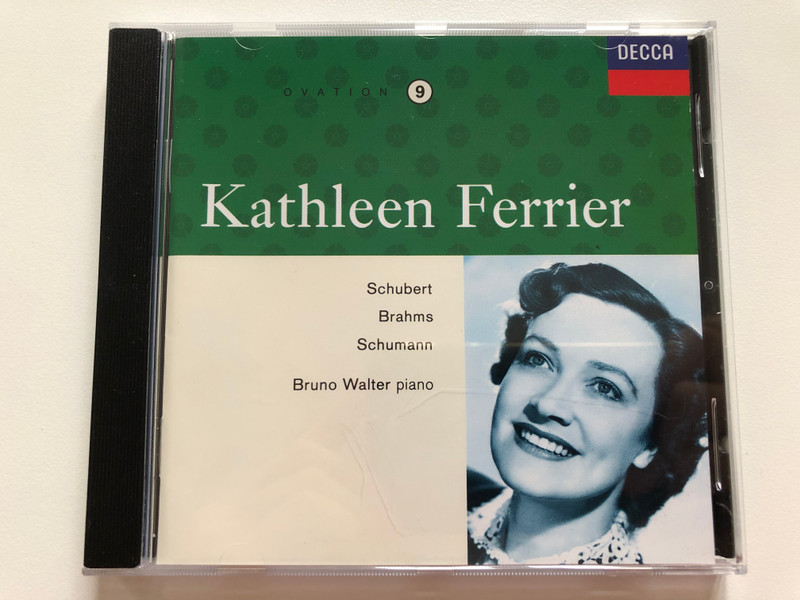 DECCA
OVATION 9
Kathleen Ferrier
Schubert
Brahms
Schumann
Bruno Walter piano